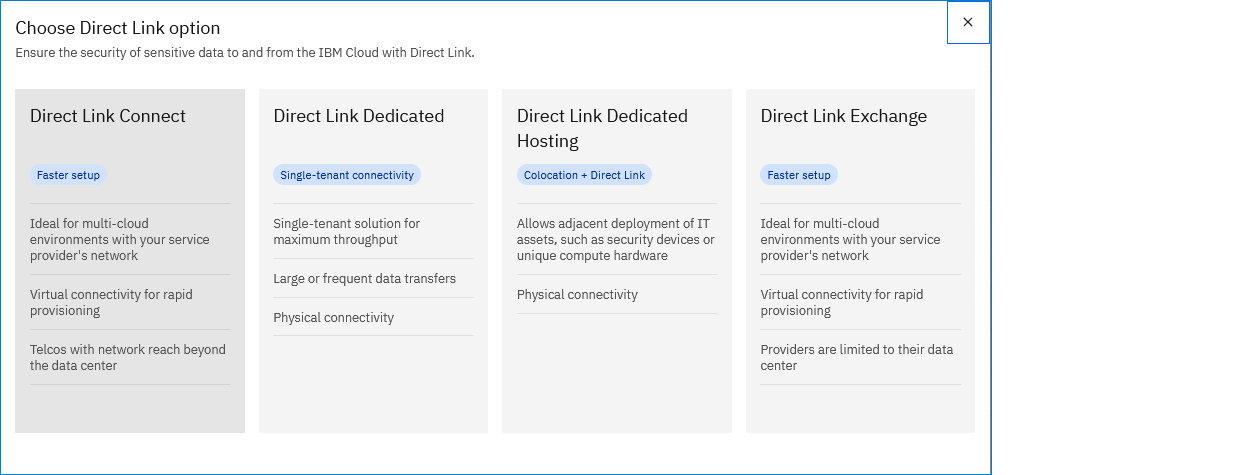 Choose Direct Link option
Ensure the security of sensitive data to and from the IBM Cloud with Direct Link.
Direct Link Connect
Faster setup
Ideal for multi-cloud
environments with your service
provider's network
Virtual connectivity for rapid
provisioning
Telcos with network reach beyond
the data center
Direct Link Dedicated
Single-tenant connectivity
Single-tenant solution for
maximum throughput
Large or frequent data transfers
Physical connectivity
Direct Link Dedicated
Hosting
Colocation + Direct Link
Allows adjacent deployment of IT
assets, such as security devices or
unique compute hardware
Physical connectivity
Direct Link Exchange
Faster setup
Ideal for multi-cloud
environments with your service
provider's network
Virtual connectivity for rapid
provisioning
Providers are limited to their data
center